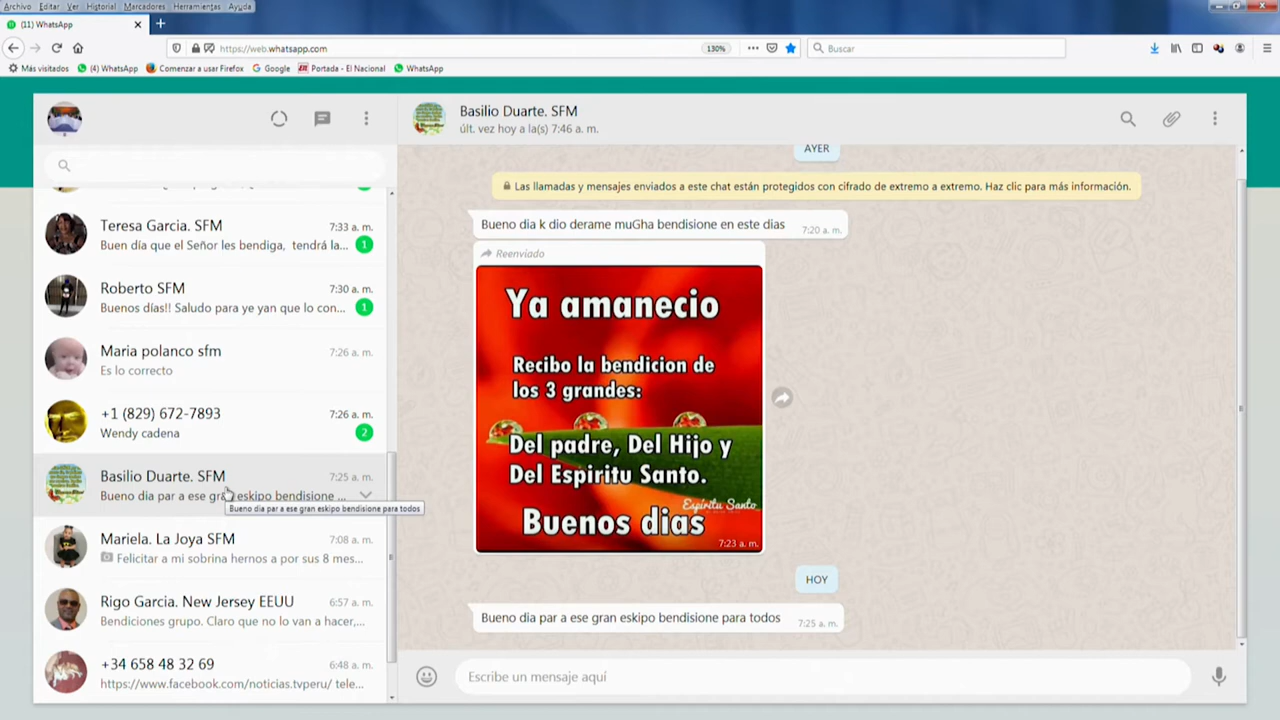 Archivo Editar Ver Historial Marcadores Herramientas Ayuda
(11) WhatsApp
https://web.whatsapp.com
130%
Buscar
Más visitados
(4) WhatsApp
Comenzar a usar Firefox
Google
Portada - El Nacional
WhatsApp
Teresa Garcia. SFM
7:33 a. m.
Buen día que el Señor les bendiga, tendrá la...
1
Roberto SFM
7:30 a. m.
Buenos días!! Saludo para ye yan que lo con...
1
Maria polanco sfm
7:26 a. m.
Es lo correcto
+1 (829) 672-7893
7:26 a. m.
Wendy cadena
2
Basilio Duarte. SFM
7:25 a. m.
Bueno dia par a ese gran eskipo bendisione ...
Bueno dia par a ese gran eskipo bendisione para todos
Mariela. La Joya SFM
7:08 a. m.
Felicitar a mi sobrina hernos a por sus 8 mes...
Rigo Garcia. New Jersey EEUU
6:57 a. m.
Bendiciones grupo. Claro que no lo van a hacer,...
+34 658 48 32 69
6:48 a. m.
https://www.facebook.com/noticias.tvperu/ tele...
Basilio Duarte. SFM
últ. vez hoy a la(s) 7:46 a. m.
AYER
Las llamadas y mensajes enviados a este chat están protegidos con cifrado de extremo a extremo. Haz clic para más información.
Bueno dia k dio derame muGha bendisione en este dias
7:20 a. m.
Reenviado
Ya amanecio
Recibo la bendicion de
los 3 grandes:
Del padre, Del Hijo y
Del Espiritu Santo.
Espíritu Santo
Buenos dias
7:23 a. m.
HOY
Bueno dia par a ese gran eskipo bendisione para todos
7:25 a. m.
Escribe un mensaje aquí